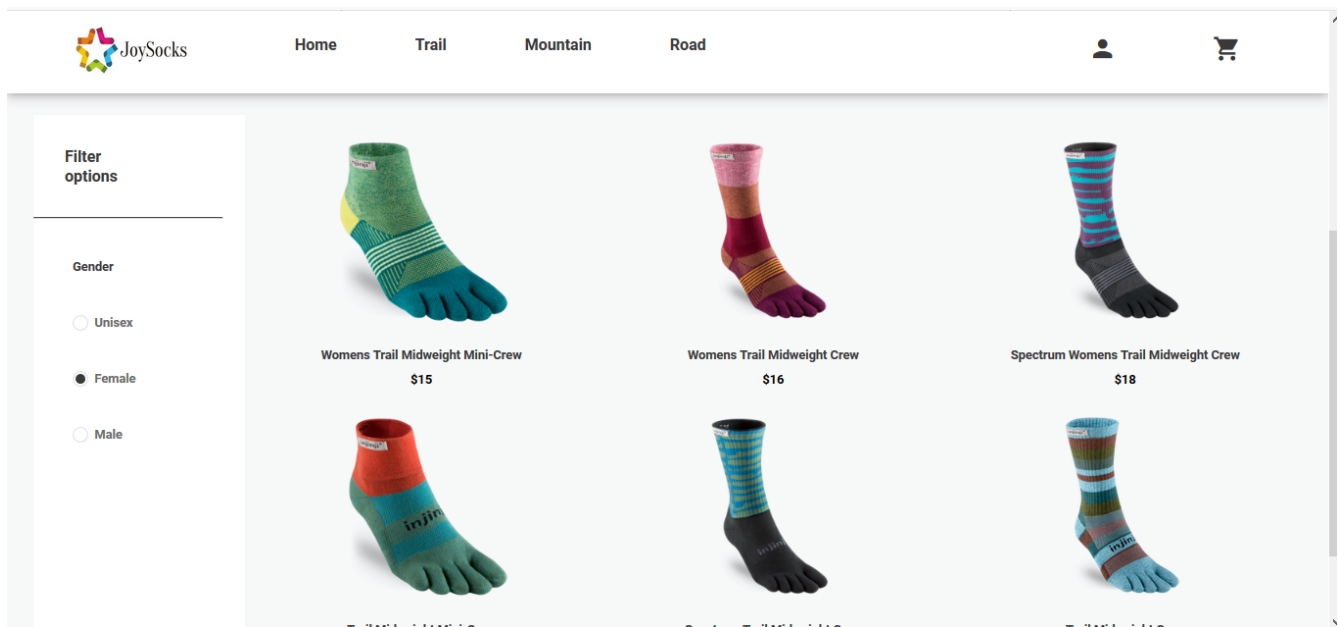 JoySocks
Home
Trail
Mountain
Road
Filter
options
Gender
Unisex
Female
Male
Womens Trail Midweight Mini-Crew
$15
Womens Trail Midweight Crew
$16
Spectrum Womens Trail Midweight Crew
$18
injinji